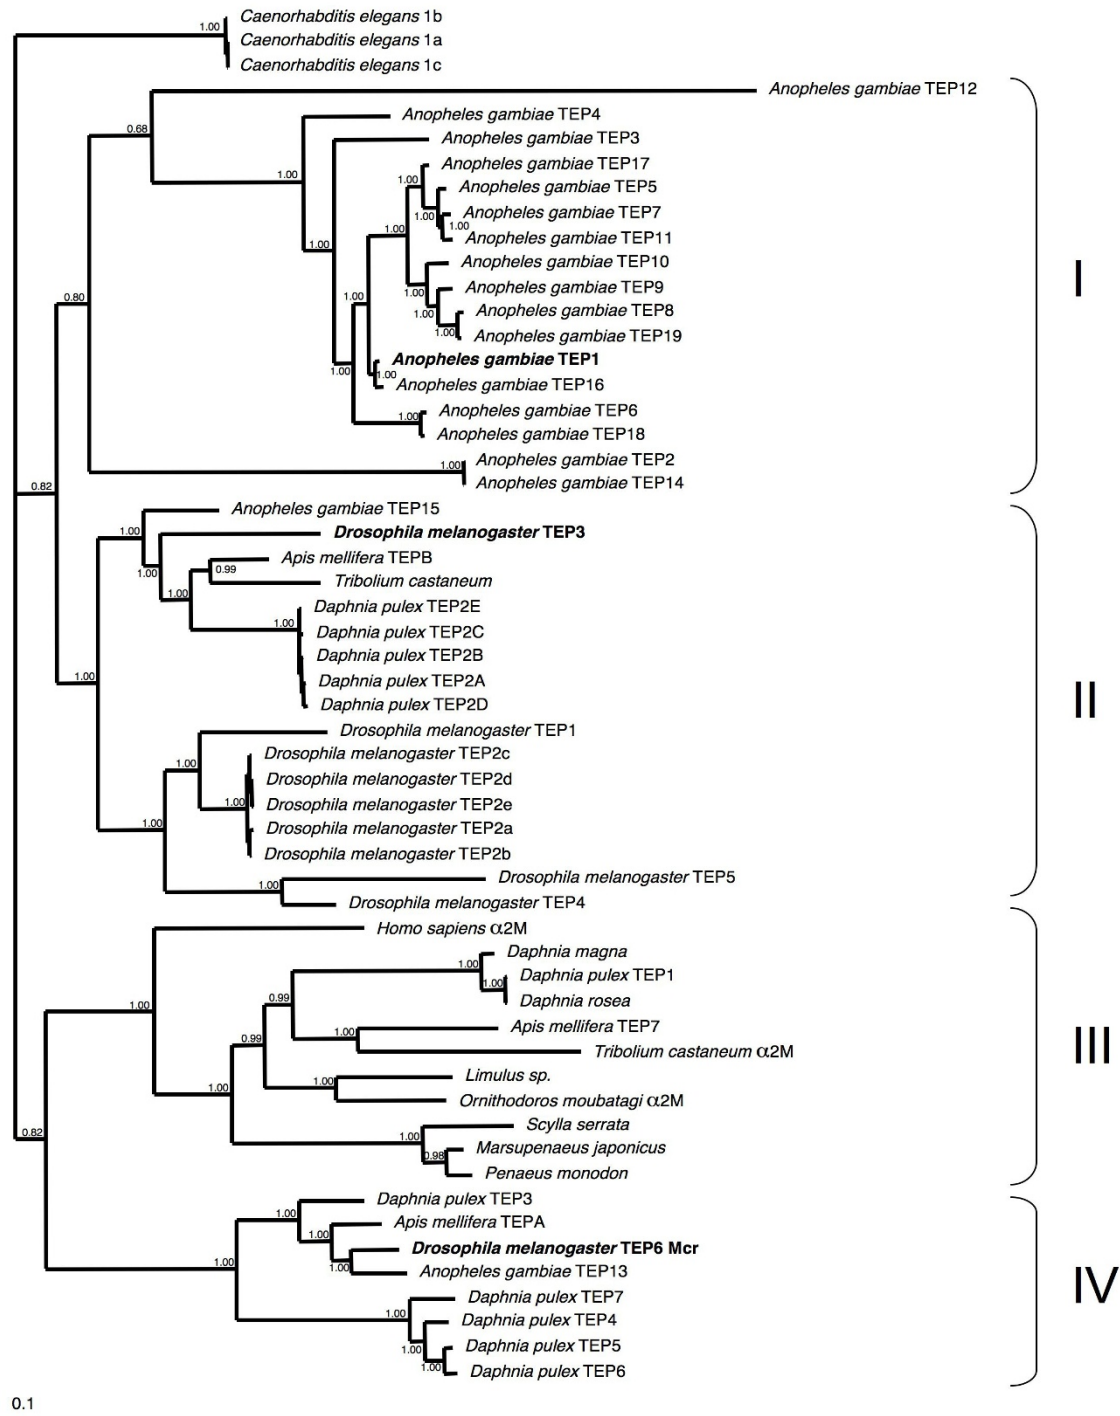 1.00
Caenorhabditis elegans 1b
Caenorhabditis elegans 1a
Caenorhabditis elegans 1c
Anopheles gambiae TEP12
0.68
Anopheles gambiae TEP4
1.00
Anopheles gambiae TEP3
1.00
Anopheles gambiae TEP17
1.00
Anopheles gambiae TEP5
1.00
Anopheles gambiae TEP7
1.00
1.00
Anopheles gambiae TEP11
Anopheles gambiae TEP10
1.00
Anopheles gambiae TEP9
1.00
Anopheles gambiae TEP8
1.00
Anopheles gambiae TEP19
1.00
Anopheles gambiae TEP1
1.00
1.00
Anopheles gambiae TEP16
Anopheles gambiae TEP6
1.00
Anopheles gambiae TEP18
0.80
Anopheles gambiae TEP2
1.00
Anopheles gambiae TEP14
I
0.82
Anopheles gambiae TEP15
1.00
Drosophila melanogaster TEP3
1.00
Apis mellifera TEPB
0.99
Tribolium castaneum
1.00
Daphnia pulex TEP2E
1.00
Daphnia pulex TEP2C
Daphnia pulex TEP2B
Daphnia pulex TEP2A
Daphnia pulex TEP2D
1.00
Drosophila melanogaster TEP1
1.00
Drosophila melanogaster TEP2c
Drosophila melanogaster TEP2d
1.00
Drosophila melanogaster TEP2e
Drosophila melanogaster TEP2a
Drosophila melanogaster TEP2b
1.00
Drosophila melanogaster TEP5
1.00
Drosophila melanogaster TEP4
II
Homo sapiens α2M
1.00
Daphnia magna
1.00
Daphnia pulex TEP1
1.00
Daphnia rosea
0.99
Apis mellifera TEP7
1.00
Tribolium castaneum α2M
0.99
Limulus sp.
1.00
Ornithodoros moubatagi α2M
1.00
Scylla serrata
1.00
Marsupenaeus japonicus
0.98
Penaeus monodon
III
0.82
Daphnia pulex TEP3
1.00
Apis mellifera TEPA
1.00
Drosophila melanogaster TEP6 Mcr
1.00
Anopheles gambiae TEP13
1.00
Daphnia pulex TEP7
1.00
Daphnia pulex TEP4
1.00
Daphnia pulex TEP5
1.00
Daphnia pulex TEP6
IV
0.1